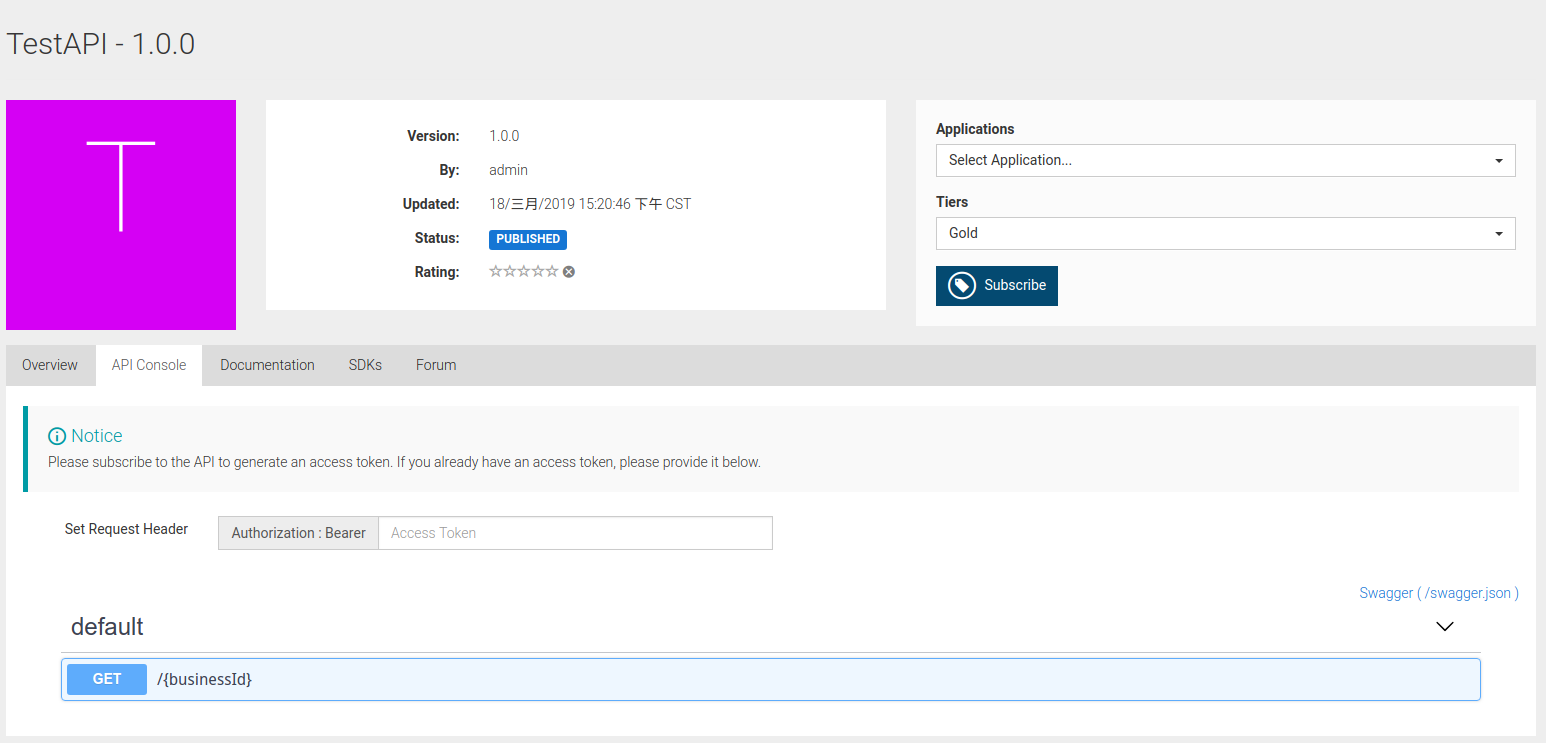 TestAPI - 1.0.0
T
Version: 1.0.0
By: admin
Updated: 18/三月/2019 15:20:46 下午 CST
Status: PUBLISHED
Rating:
Applications
Select Application...
Tiers
Gold
Subscribe
Overview API Console Documentation SDKs Forum
Notice
Please subscribe to the API to generate an access token. If you already have an access token, please provide it below.
Set Request Header Authorization : Bearer Access Token
Swagger ( /swagger.json )
default
GET /{businessId}